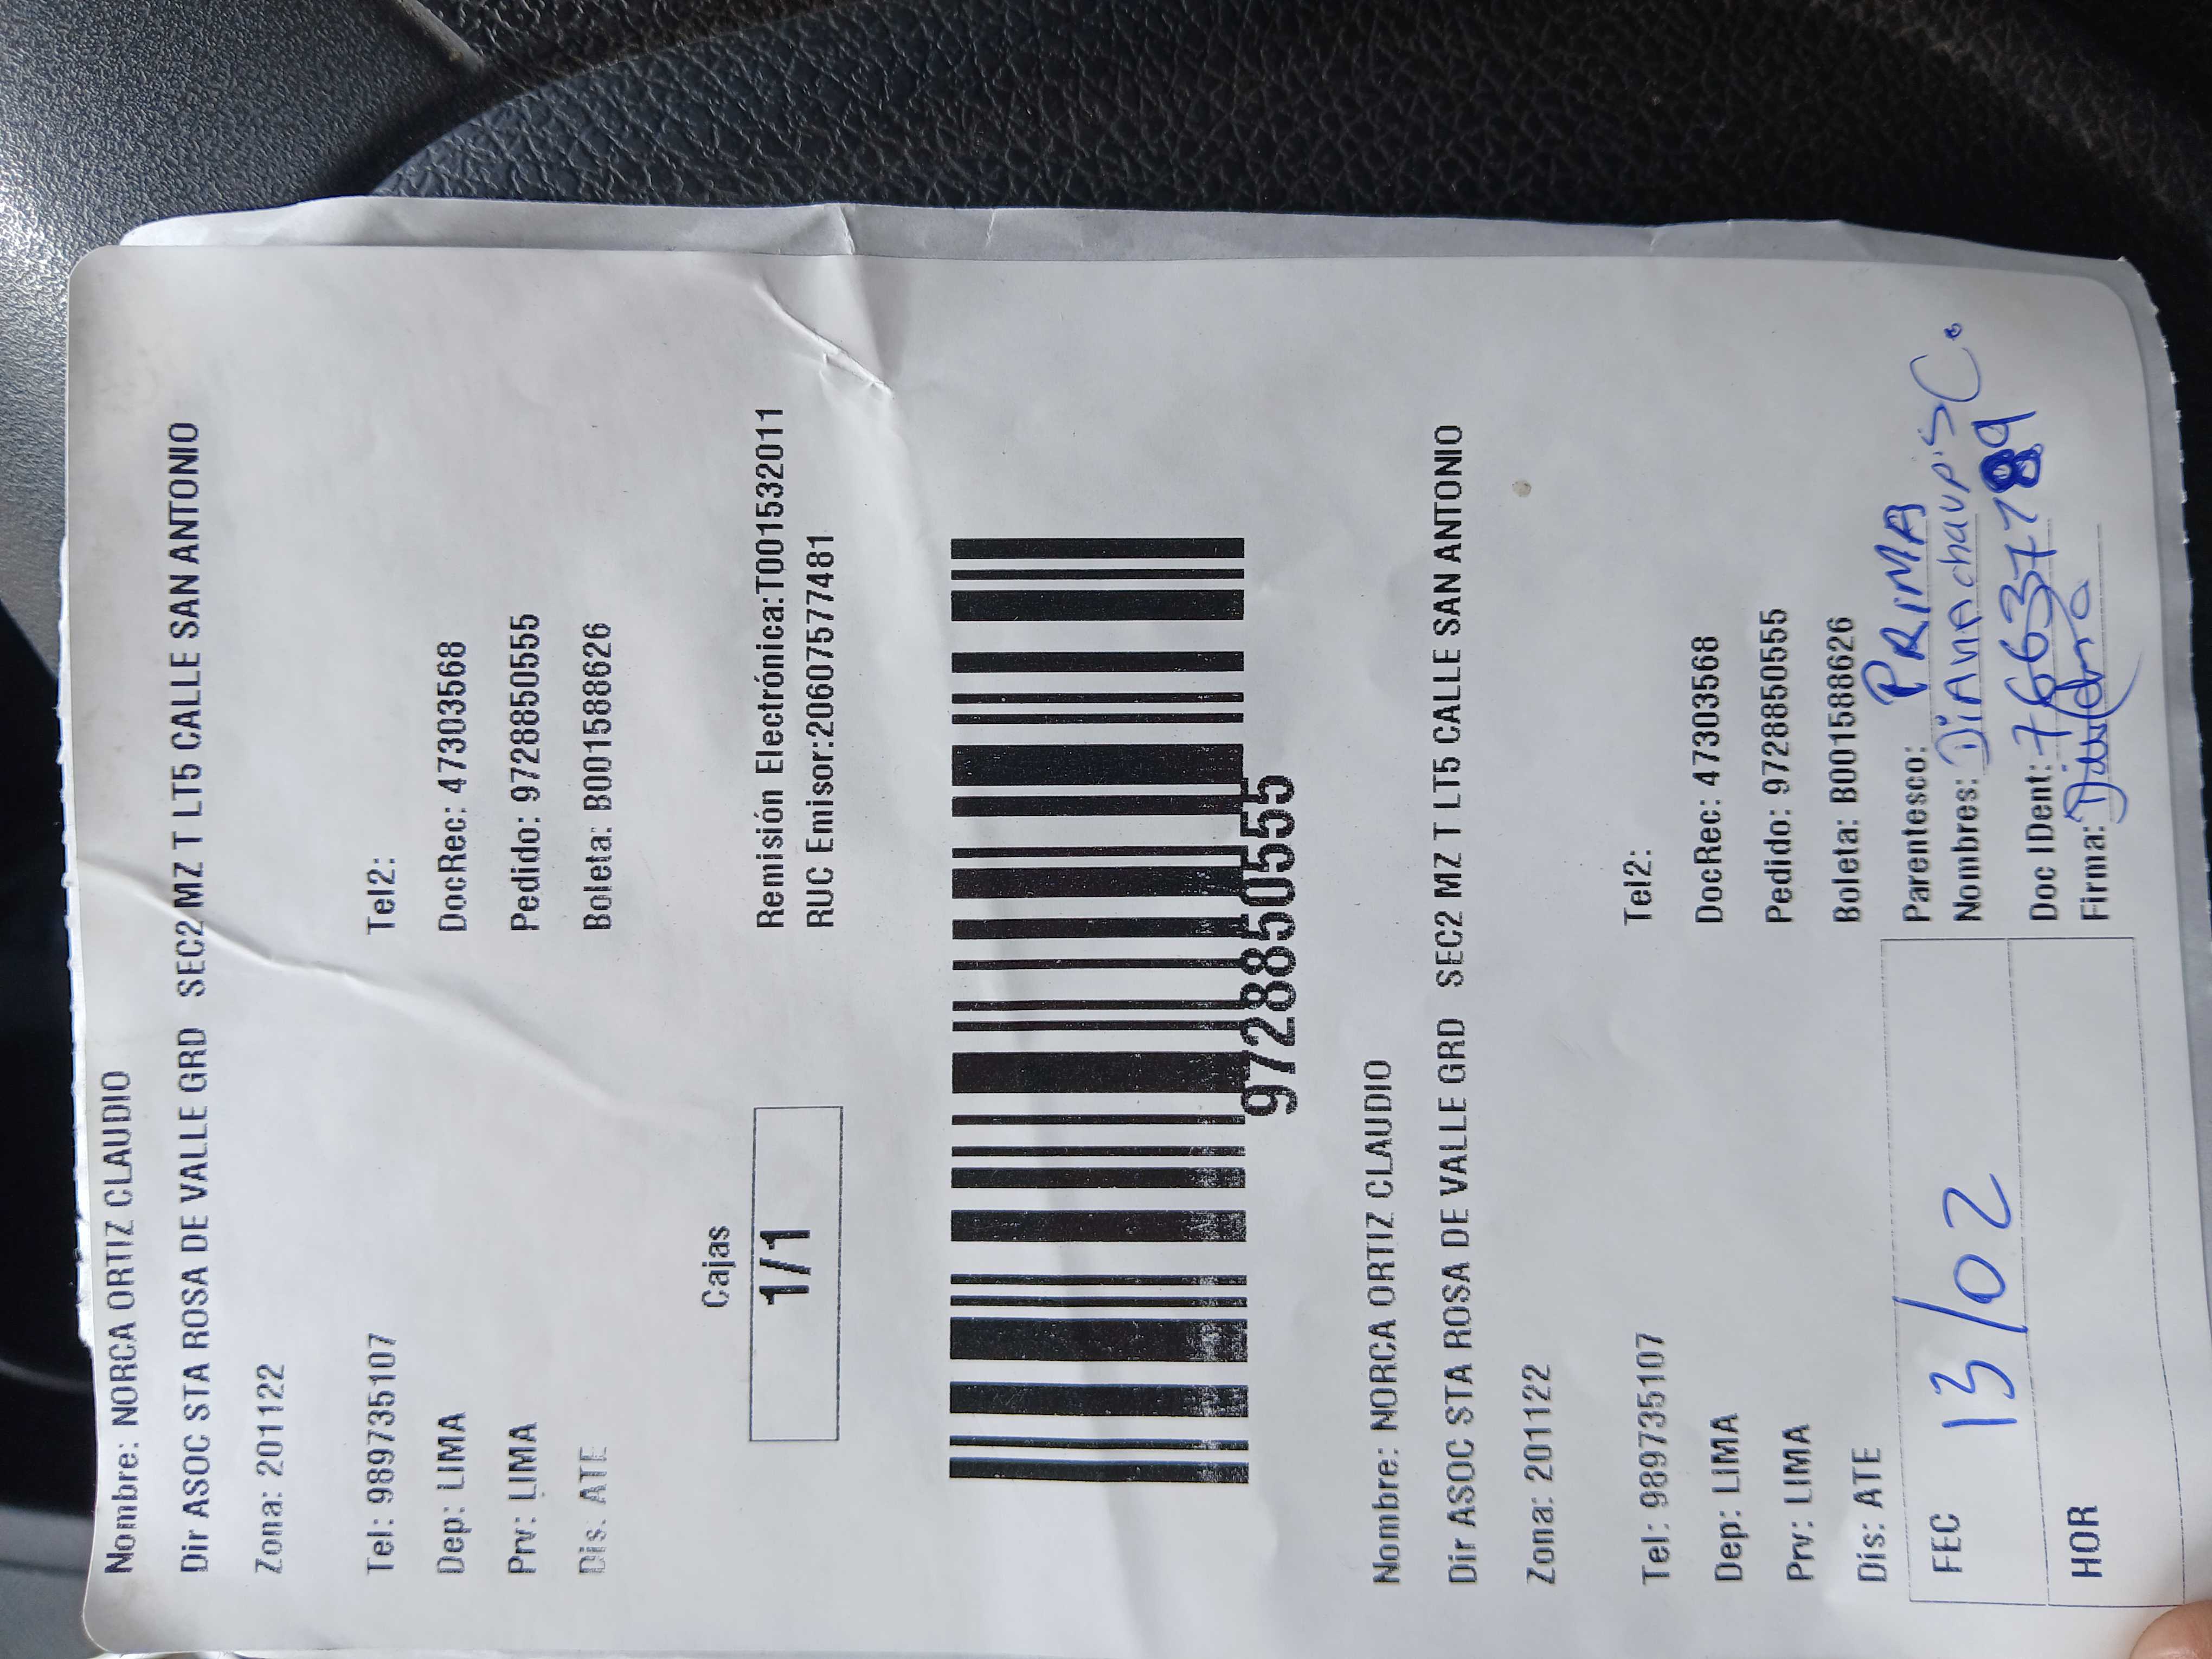 Nombre: NORCA ORTIZ CLAUDIO
Dir ASOC STA ROSA DE VALLE GRD SEC2 MZ T LT5 CALLE SAN ANTONIO
Zona: 201122
Tel: 989735107 Tel2:
Dep: LIMA DocRec: 47303568
Prv: LIMA Pedido: 9728850555
Dis: ATE Boleta: B001588626
Cajas
1/1
Remisión Electrónica:T001532011
RUC Emisor:20607577481
9728850555
Nombre: NORCA ORTIZ CLAUDIO
Dir ASOC STA ROSA DE VALLE GRD SEC2 MZ T LT5 CALLE SAN ANTONIO
Zona: 201122
Tel: 989735107 Tel2:
Dep: LIMA DocRec: 47303568
Prv: LIMA Pedido: 9728850555
Dis: ATE Boleta: B001588626
FEC 13/02
HOR
Parentesco: PRIMA
Nombres: DIANA chaupis C.
Doc IDent: 76637789
Firma: